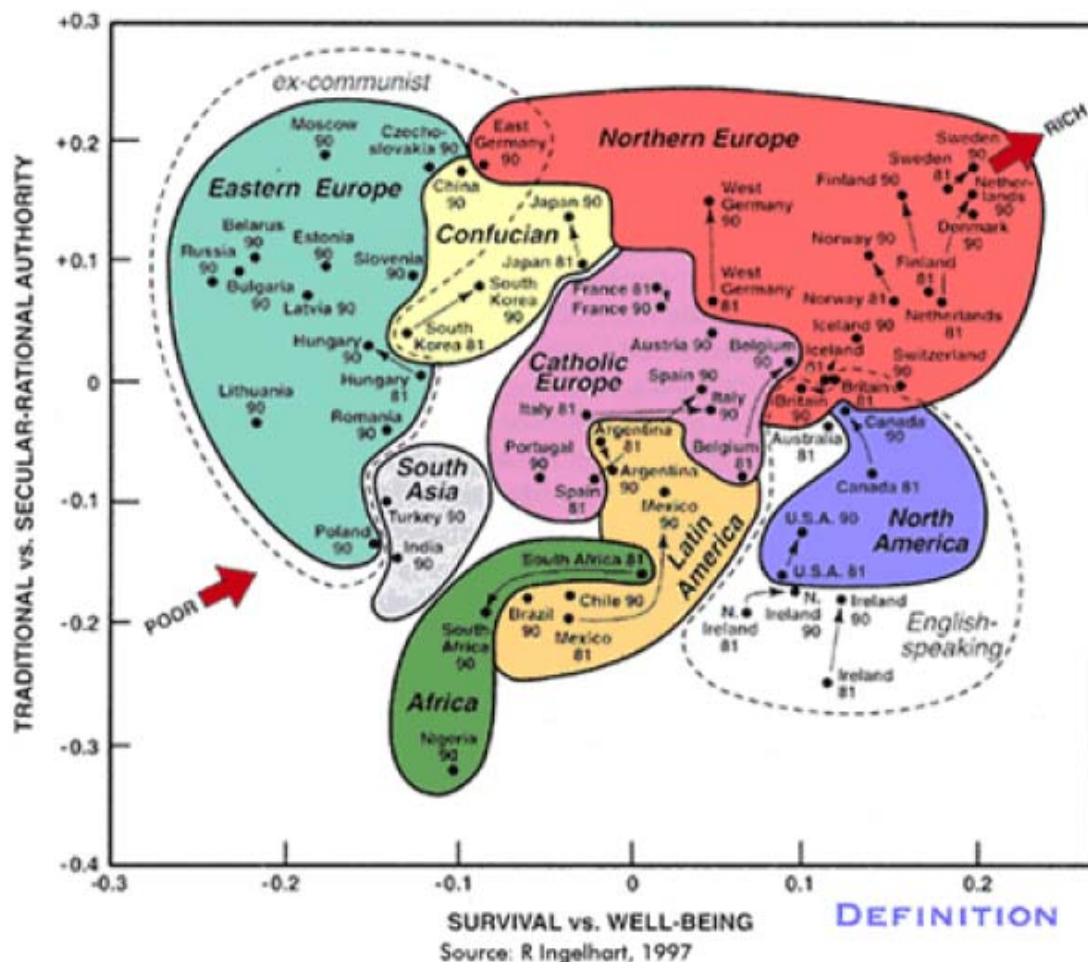 +0.3
+0.2
+0.1
0
-0.1
-0.2
-0.3
-0.4
TRADITIONAL vs. SECULAR-RATIONAL AUTHORITY
ex-communist
Moscow
90
Czecho-
slovakia 90
East
Germany
90
Northern Europe
RICH
Sweden
90
Sweden
81
Nether-
lands
90
Finland 90
Denmark
90
Eastern Europe
China
90
Japan 90
West
Germany
90
Belarus
90
Russia
90
Estonia
90
Slovenia
90
Confucian
Japan 81
Norway 90
Finland
81
Bulgaria
90
Latvia 90
South
Korea
90
France 81
France 90
West
Germany
81
Norway 81
Netherlands
81
Hungary
90
South
Korea 81
Austria 90
Belgium
90
Iceland 90
Iceland
81
Switzerland
90
Hungary
81
Catholic
Europe
Spain 90
Britain
81
Britain
90
Lithuania
90
Romania
90
Italy 81
Italy
90
Argentina
81
Australia
81
Canada
90
South
Asia
Portugal
90
Spain
81
Argentina
90
Belgium
81
Canada 81
Turkey 90
Mexico
90
Latin
America
U.S.A. 90
North
America
Poland
90
India
90
South Africa 81
U.S.A. 81
POOR
South
Africa
90
Brazil
90
Chile 90
Mexico
81
N.
Ireland
81
N.
Ireland
90
Ireland
90
English-
speaking
Ireland
81
Africa
Nigeria
90
-0.3
-0.2
-0.1
0
0.1
0.2
SURVIVAL vs. WELL-BEING
DEFINITION
Source: R Ingelhart, 1997